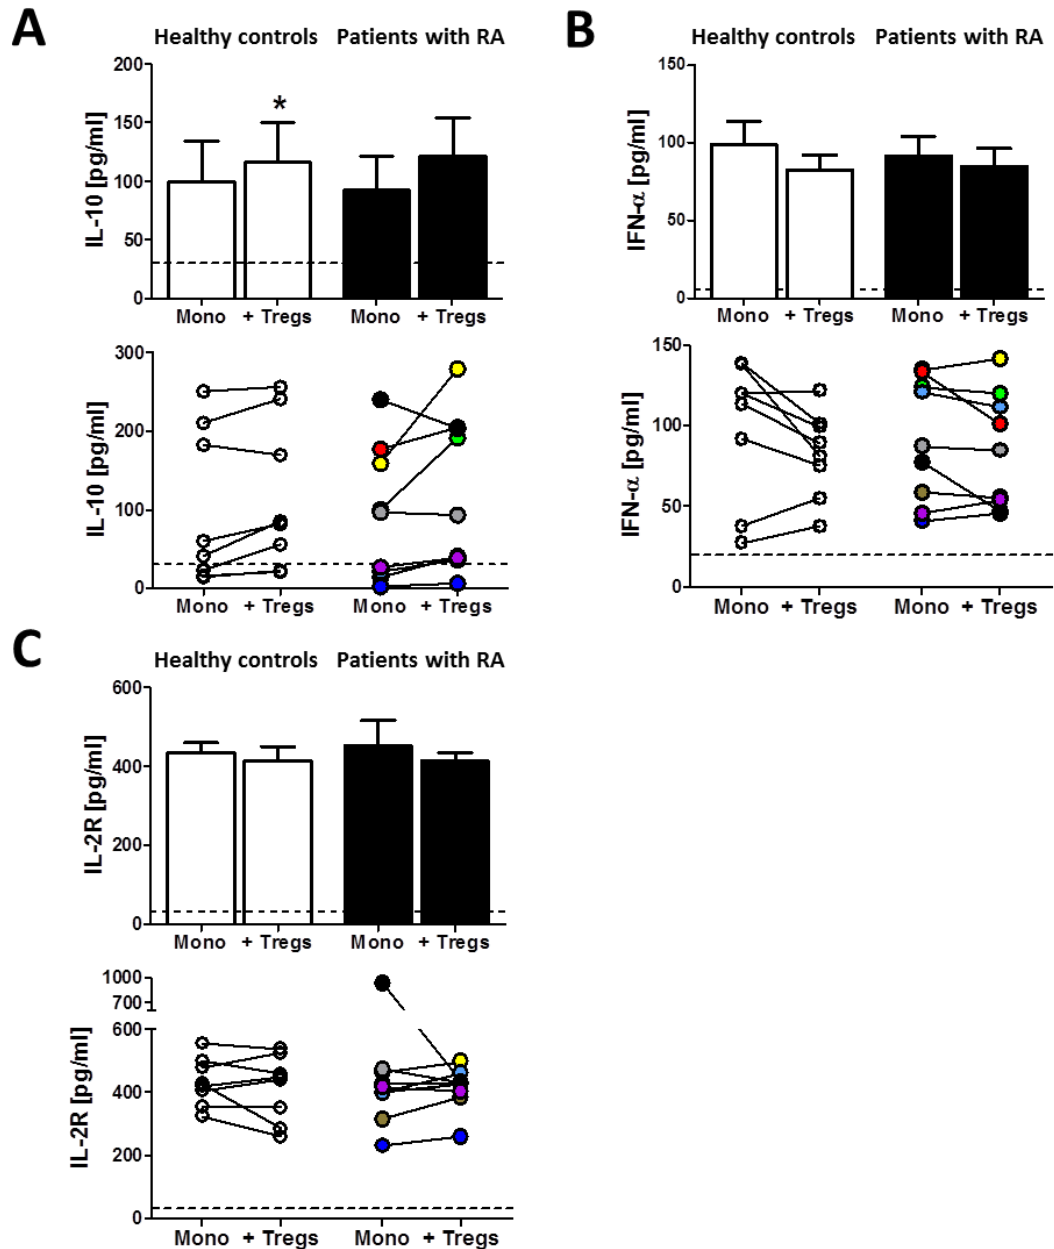 A
Healthy controls Patients with RA
IL-10 [pg/ml]
200
150
100
50
0
*
Mono + Tregs Mono + Tregs
IL-10 [pg/ml]
300
200
100
0
Mono + Tregs Mono + Tregs
B
Healthy controls Patients with RA
IFN-α [pg/ml]
150
100
50
0
Mono + Tregs Mono + Tregs
IFN-α [pg/ml]
150
100
50
0
Mono + Tregs Mono + Tregs
C
Healthy controls Patients with RA
IL-2R [pg/ml]
600
400
200
0
Mono + Tregs Mono + Tregs
IL-2R [pg/ml]
1000
700
600
400
200
0
Mono + Tregs Mono + Tregs